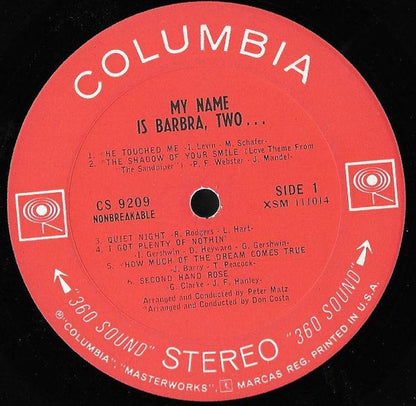 COLUMBIA
MY NAME
IS BARBRA, TWO...
1. "HE TOUCHED ME -I. Levin - M. Schafer-
2. "THE SHADOW OF YOUR SMILE (Love Theme From
The Sandpiper") - P. F. Webster - J. Mandel-
CS 9209
NONBREAKABLE
SIDE 1
XSM 111014
3. QUIET NIGHT -R. Rodgers - L. Hart-
4. I GOT PLENTY OF NOTHIN
-I. Gershwin - D. Heyward - G. Gershwin-
5. "HOW MUCH OF THE DREAM COMES TRUE
-J. Barry - T. Peacock-
6. SECOND HAND ROSE
-G. Clarke - J. F. Hanley-
Arranged and Conducted by Peter Matz
"Arranged and Conducted by Don Costa
"360 SOUND" STEREO "360 SOUND"
℗"COLUMBIA", "MASTERWORKS", MARCAS REG. PRINTED IN U.S.A.